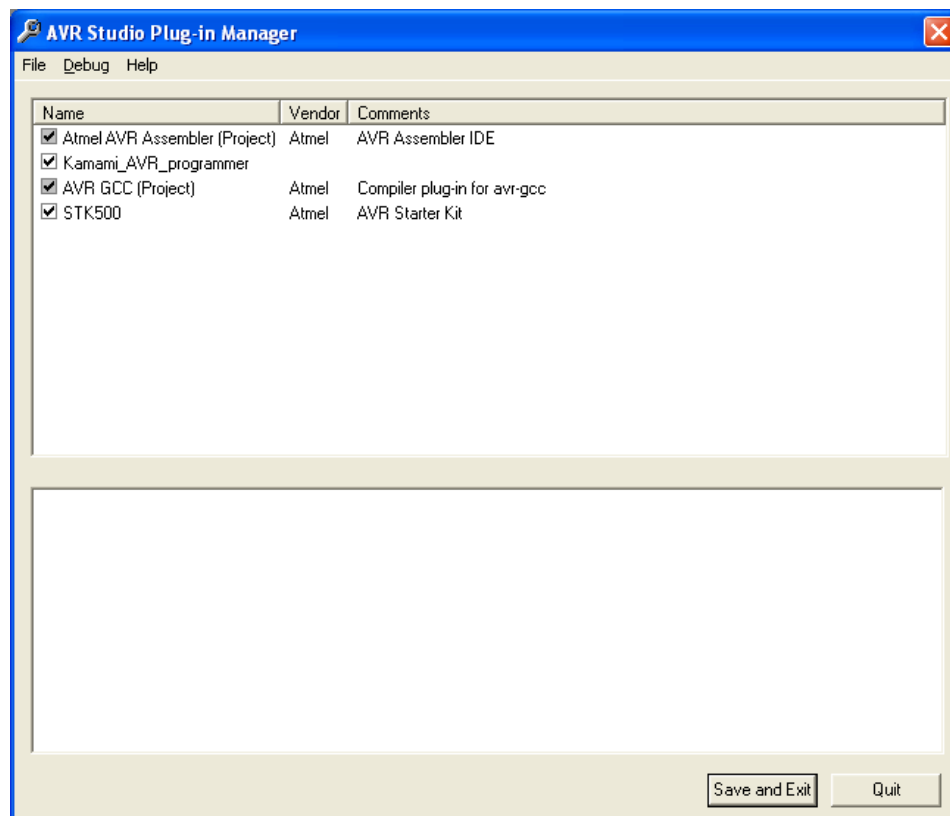 AVR Studio Plug-in Manager
File Debug Help
Name Vendor Comments
Atmel AVR Assembler (Project) Atmel AVR Assembler IDE
Kamami_AVR_programmer
AVR GCC (Project) Atmel Compiler plug-in for avr-gcc
STK500 Atmel AVR Starter Kit
Save and Exit Quit